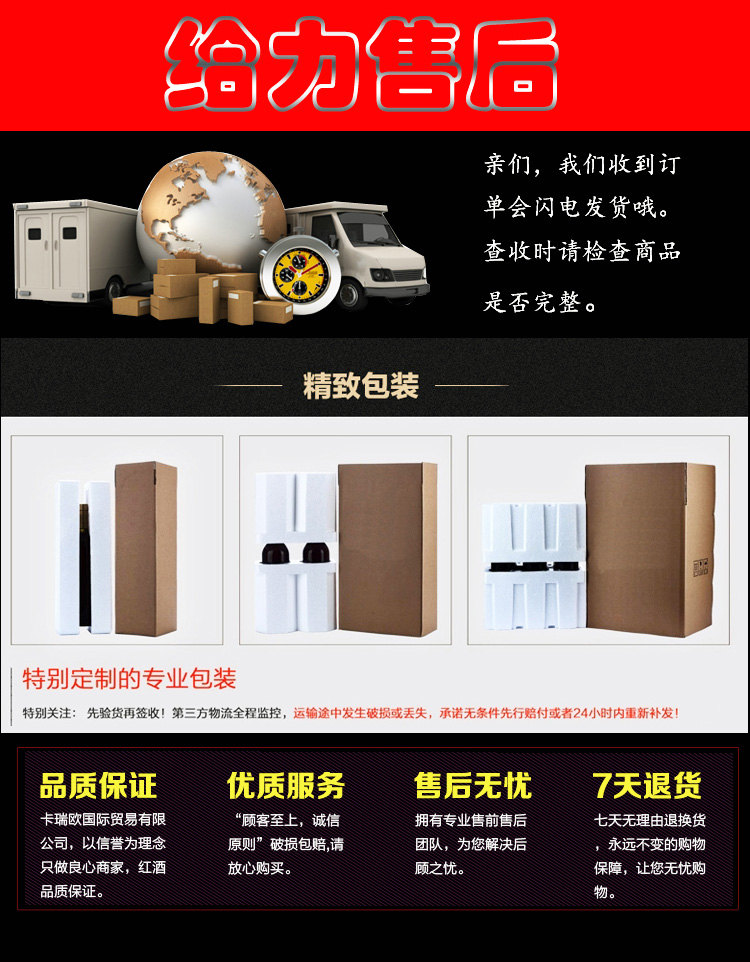 给力售后
亲们，我们收到订
单会闪电发货哦。
查收时请检查商品
是否完整。
精致包装
特别定制的专业包装
特别关注： 先验货再签收！第三方物流全程监控，运输途中发生破损或丢失，承诺无条件先行赔付或者24小时内重新补发！
品质保证
卡瑞欧国际贸易有限
公司，以信誉为理念
只做良心商家，红酒
品质保证。
优质服务
“顾客至上，诚信
原则”破损包赔,请
放心购买。
售后无忧
拥有专业售前售后
团队，为您解决后
顾之忧。
7天退货
七天无理由退换货
，永远不变的购物
保障，让您无忧购
物。